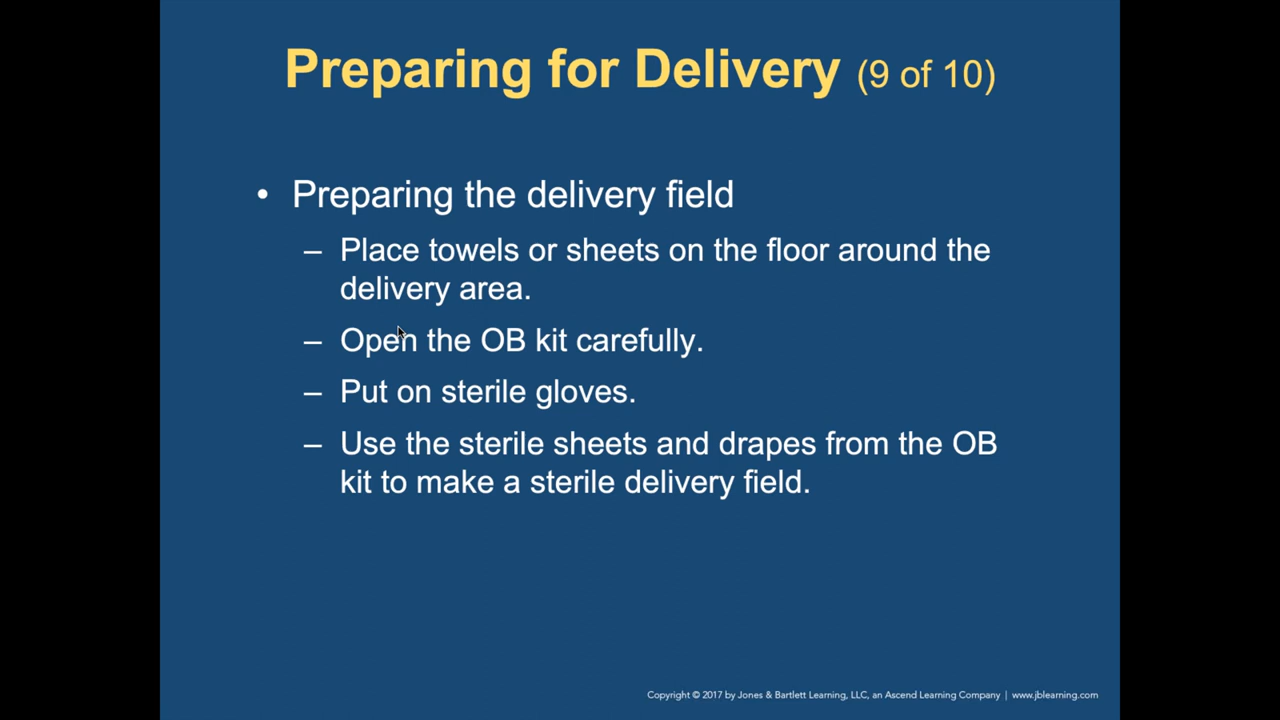 Preparing for Delivery (9 of 10)
• Preparing the delivery field
– Place towels or sheets on the floor around the
delivery area.
– Open the OB kit carefully.
– Put on sterile gloves.
– Use the sterile sheets and drapes from the OB
kit to make a sterile delivery field.
Copyright © 2017 by Jones & Bartlett Learning, LLC, an Ascend Learning Company | www.jblearning.com